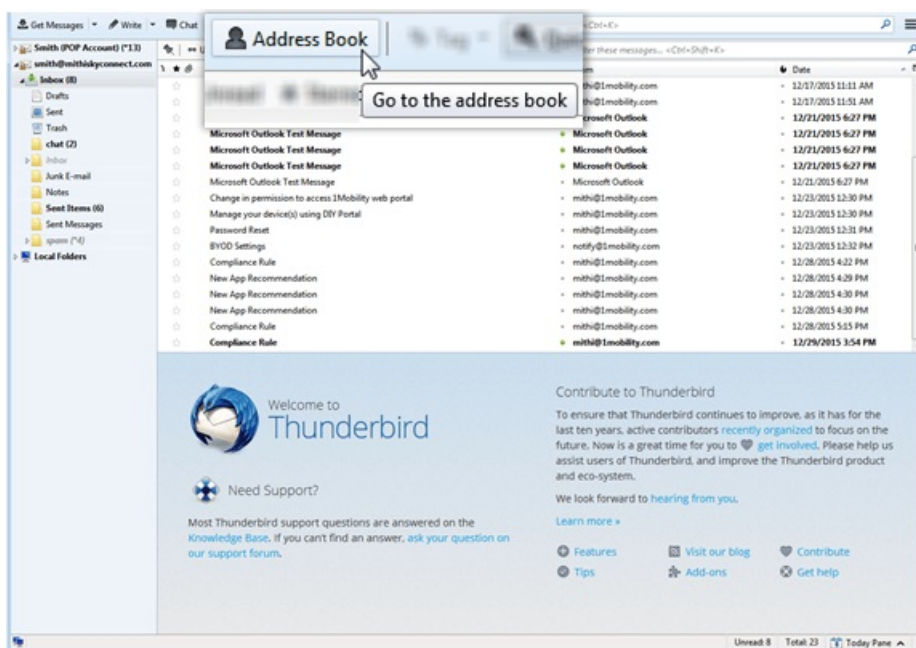 Get Messages Write Chat
Address Book
<Ctrl+K>
Go to the address book
these messages... <Ctrl+Shift+K>
Smith (POP Account) (*13)
smith@mithiskyconnect.com
Inbox (8)
Drafts
Sent
Trash
chat (2)
Inbox
Junk E-mail
Notes
Sent Items (6)
Sent Messages
spam (*4)
Local Folders
Date
mithi@1mobility.com 12/17/2015 11:11 AM
mithi@1mobility.com 12/17/2015 11:51 AM
Microsoft Outlook 12/21/2015 6:27 PM
Microsoft Outlook Test Message Microsoft Outlook 12/21/2015 6:27 PM
Microsoft Outlook Test Message Microsoft Outlook 12/21/2015 6:27 PM
Microsoft Outlook Test Message Microsoft Outlook 12/21/2015 6:27 PM
Microsoft Outlook Test Message Microsoft Outlook 12/21/2015 6:27 PM
Change in permission to access 1Mobility web portal mithi@1mobility.com 12/23/2015 12:30 PM
Manage your device(s) using DIY Portal mithi@1mobility.com 12/23/2015 12:30 PM
Password Reset mithi@1mobility.com 12/23/2015 12:31 PM
BYOD Settings notify@1mobility.com 12/23/2015 12:32 PM
Compliance Rule mithi@1mobility.com 12/28/2015 4:22 PM
New App Recommendation mithi@1mobility.com 12/28/2015 4:29 PM
New App Recommendation mithi@1mobility.com 12/28/2015 4:30 PM
New App Recommendation mithi@1mobility.com 12/28/2015 4:30 PM
Compliance Rule mithi@1mobility.com 12/28/2015 5:15 PM
Compliance Rule mithi@1mobility.com 12/29/2015 3:54 PM
Welcome to
Thunderbird
Need Support?
Most Thunderbird support questions are answered on the
Knowledge Base. If you can't find an answer, ask your question on
our support forum.
Contribute to Thunderbird
To ensure that Thunderbird continues to improve, as it has for the
last ten years, active contributors recently organized to focus on the
future. Now is a great time for you to get involved. Please help us
assist users of Thunderbird, and improve the Thunderbird product
and eco-system.
We look forward to hearing from you.
Learn more »
Features Visit our blog Contribute
Tips Add-ons Get help
Unread: 8 Total: 23 Today Pane